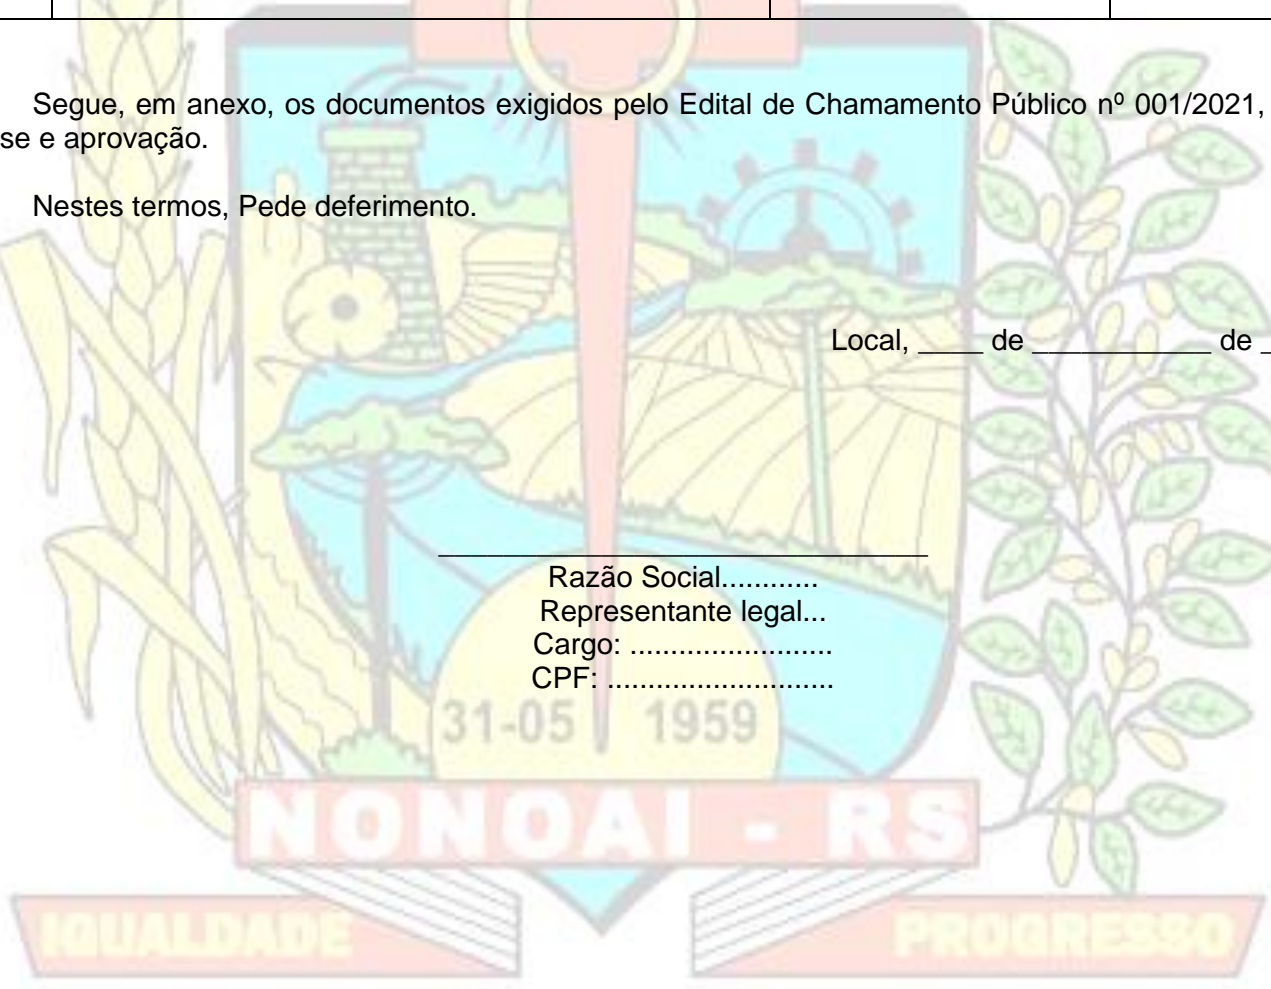 Segue, em anexo, os documentos exigidos pelo Edital de Chamamento Público nº 001/2021,
se e aprovação.
Nestes termos, Pede deferimento.
Local, ____ de ___________ de _
______________________________
Razão Social............
Representante legal...
Cargo: .........................
CPF: ............................
31-05 1959
NONOAI - RS
IGUALDADE PROGRESSO